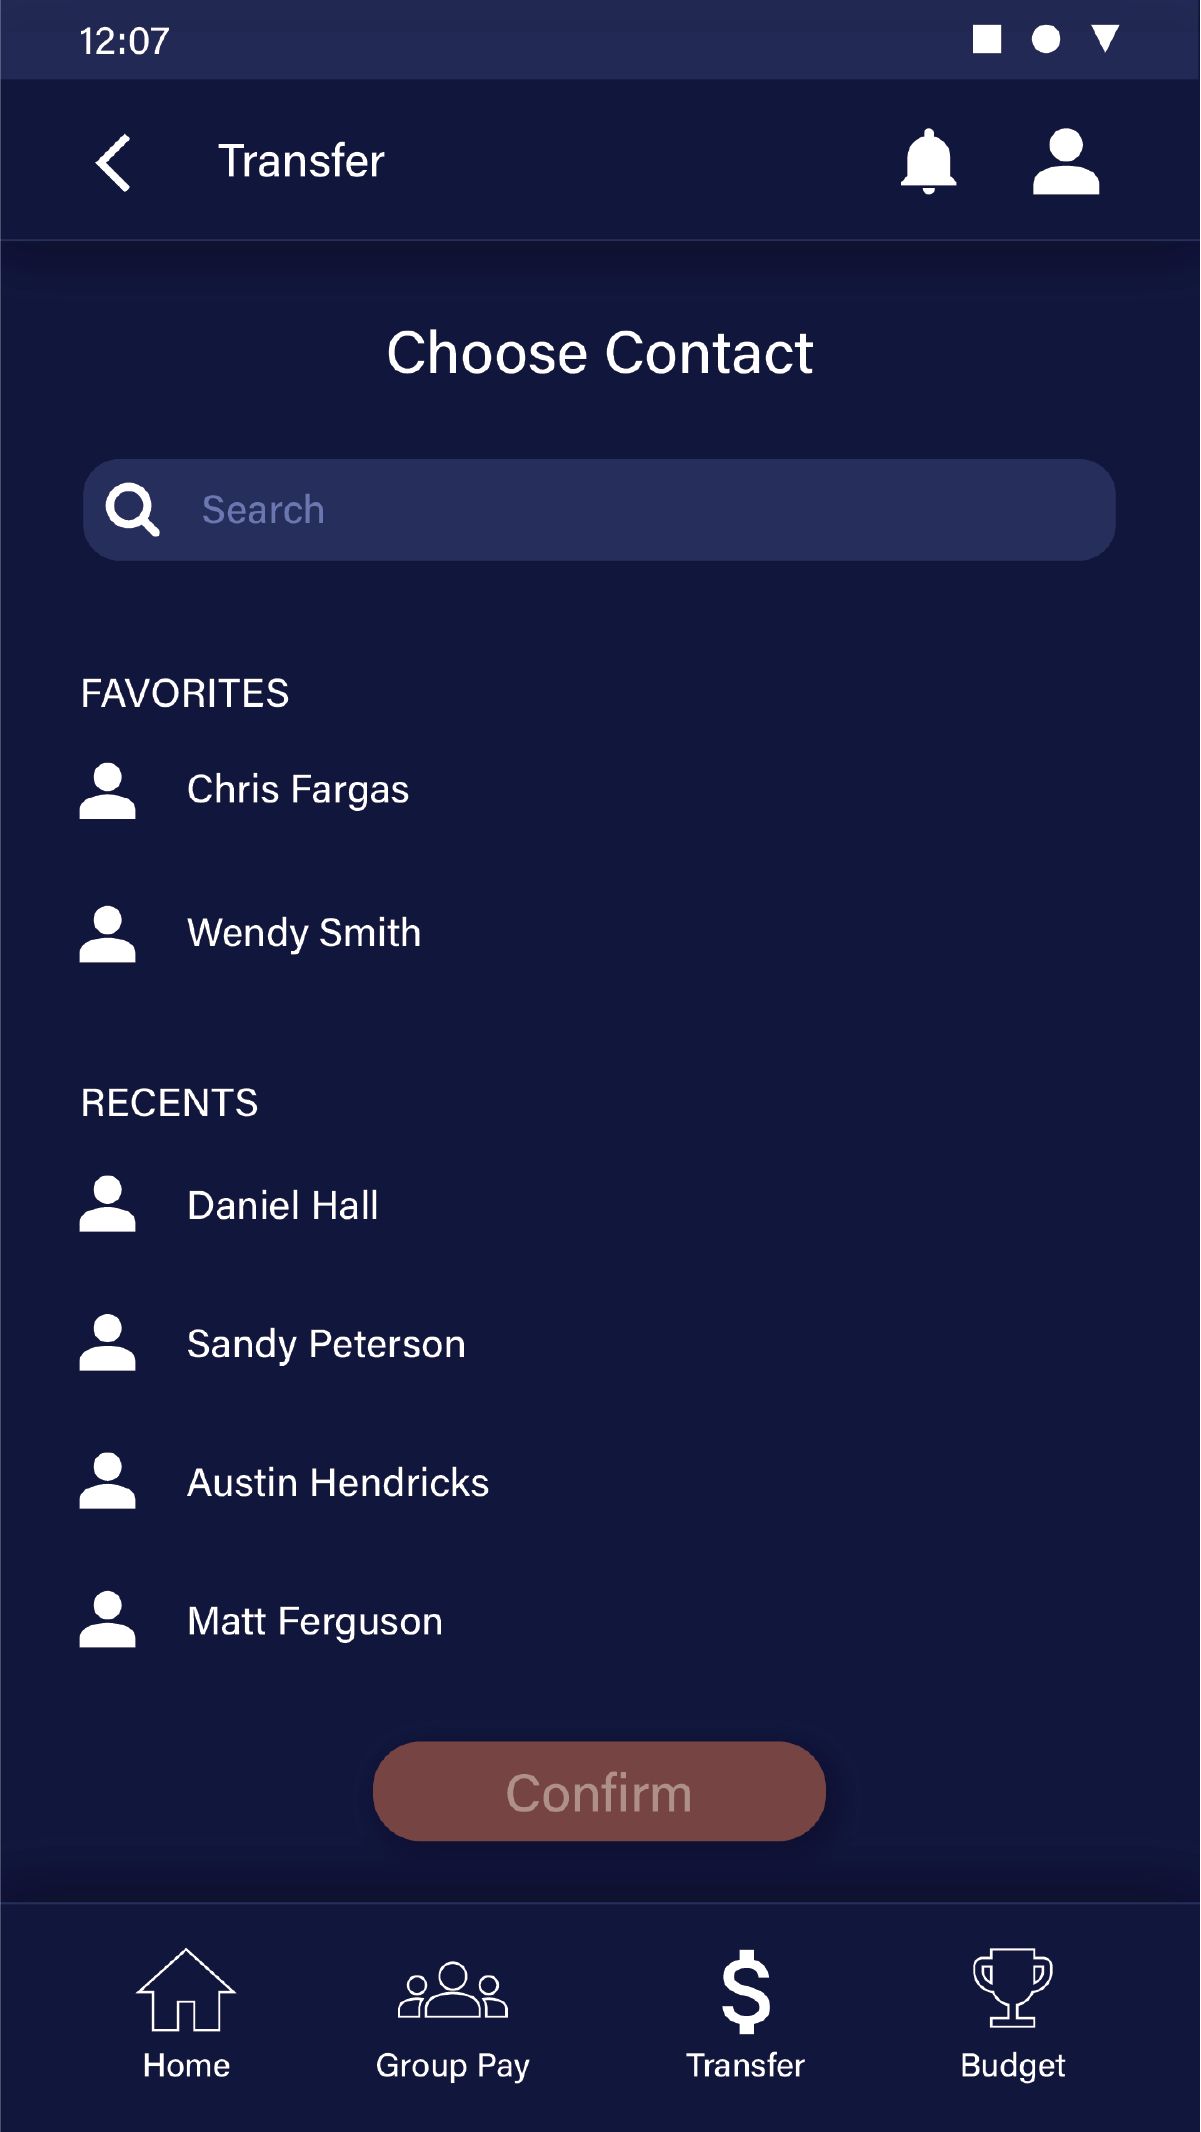 12:07
Transfer
Choose Contact
Search
FAVORITES
Chris Fargas
Wendy Smith
RECENTS
Daniel Hall
Sandy Peterson
Austin Hendricks
Matt Ferguson
Confirm
Home
Group Pay
Transfer
Budget